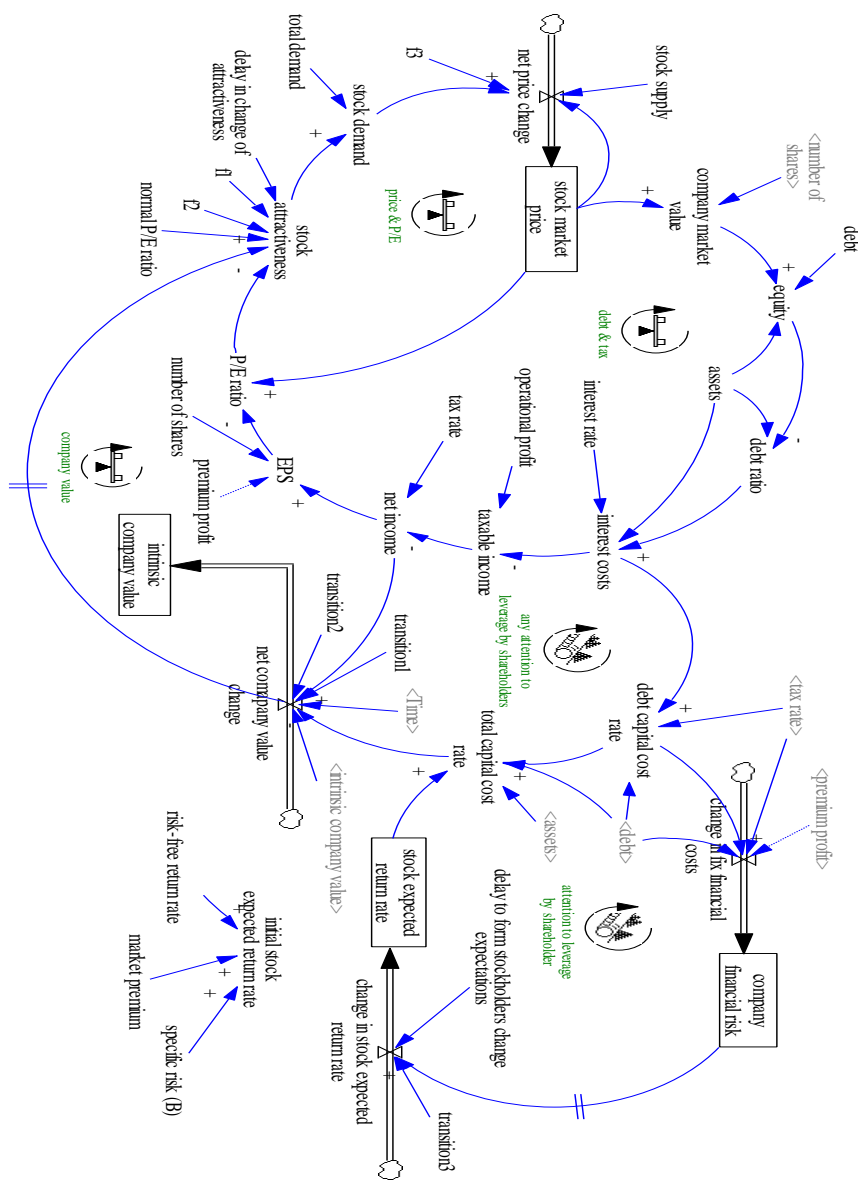 debt
<number of
shares>
equity
<tax rate>
<premium profit>
company
financial risk
change in fix financial
costs
debt ratio
assets
company market
value
stock supply
debt capital cost
rate
<debt>
attention to leverage
by shareholder
debt & tax
interest rate
interest costs
any attention to
leverage by shareholders
<assets>
delay to form stockholders change
expectations
stock market
price
net price change
operational profit
taxable income
total capital cost
rate
transition3
f3
tax rate
net income
<Time>
stock expected
return rate
change in stock expected
return rate
price & P/E
transition1
<intrinsic company value>
stock demand
total demand
stock
attractiveness
EPS
transition2
initial stock
expected return rate
P/E ratio
net comapany value
change
delay in change of
attractiveness
f1
f2
normal P/E ratio
number of shares
premium profit
risk-free return rate
market premium
specific risk (B)
intrinsic
company value
company value